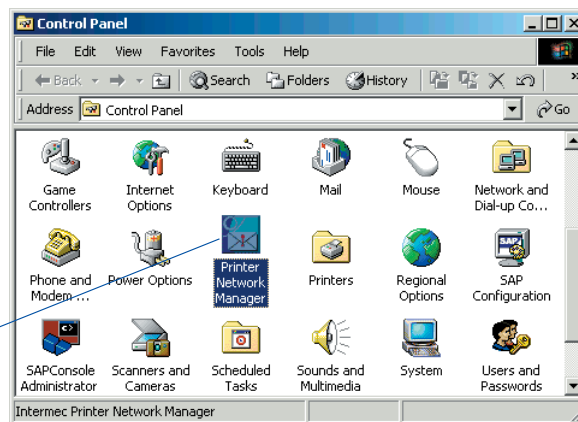 Control Panel
File Edit View Favorites Tools Help
Back Search Folders History »
Address Control Panel Go
Game Controllers
Internet Options
Keyboard
Mail
Mouse
Network and Dial-up Co...
Phone and Modem ...
Power Options
Printer Network Manager
Printers
Regional Options
SAP
SAP Configuration
SAPConsole Administrator
Scanners and Cameras
Scheduled Tasks
Sounds and Multimedia
System
Users and Passwords
Intermec Printer Network Manager